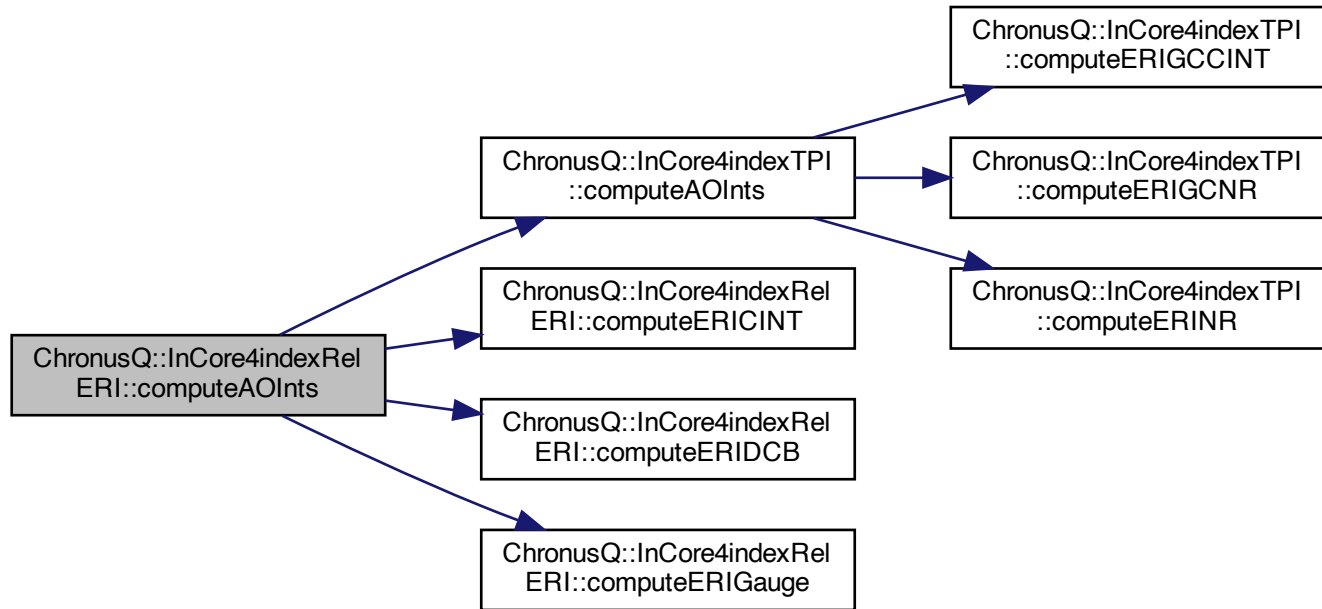 ChronusQ::InCore4indexRel
ERI::computeAOInts
ChronusQ::InCore4indexTPI
::computeAOInts
ChronusQ::InCore4indexRel
ERI::computeERICINT
ChronusQ::InCore4indexRel
ERI::computeERIDCB
ChronusQ::InCore4indexRel
ERI::computeERIGauge
ChronusQ::InCore4indexTPI
::computeERIGCCINT
ChronusQ::InCore4indexTPI
::computeERIGCNR
ChronusQ::InCore4indexTPI
::computeERINR